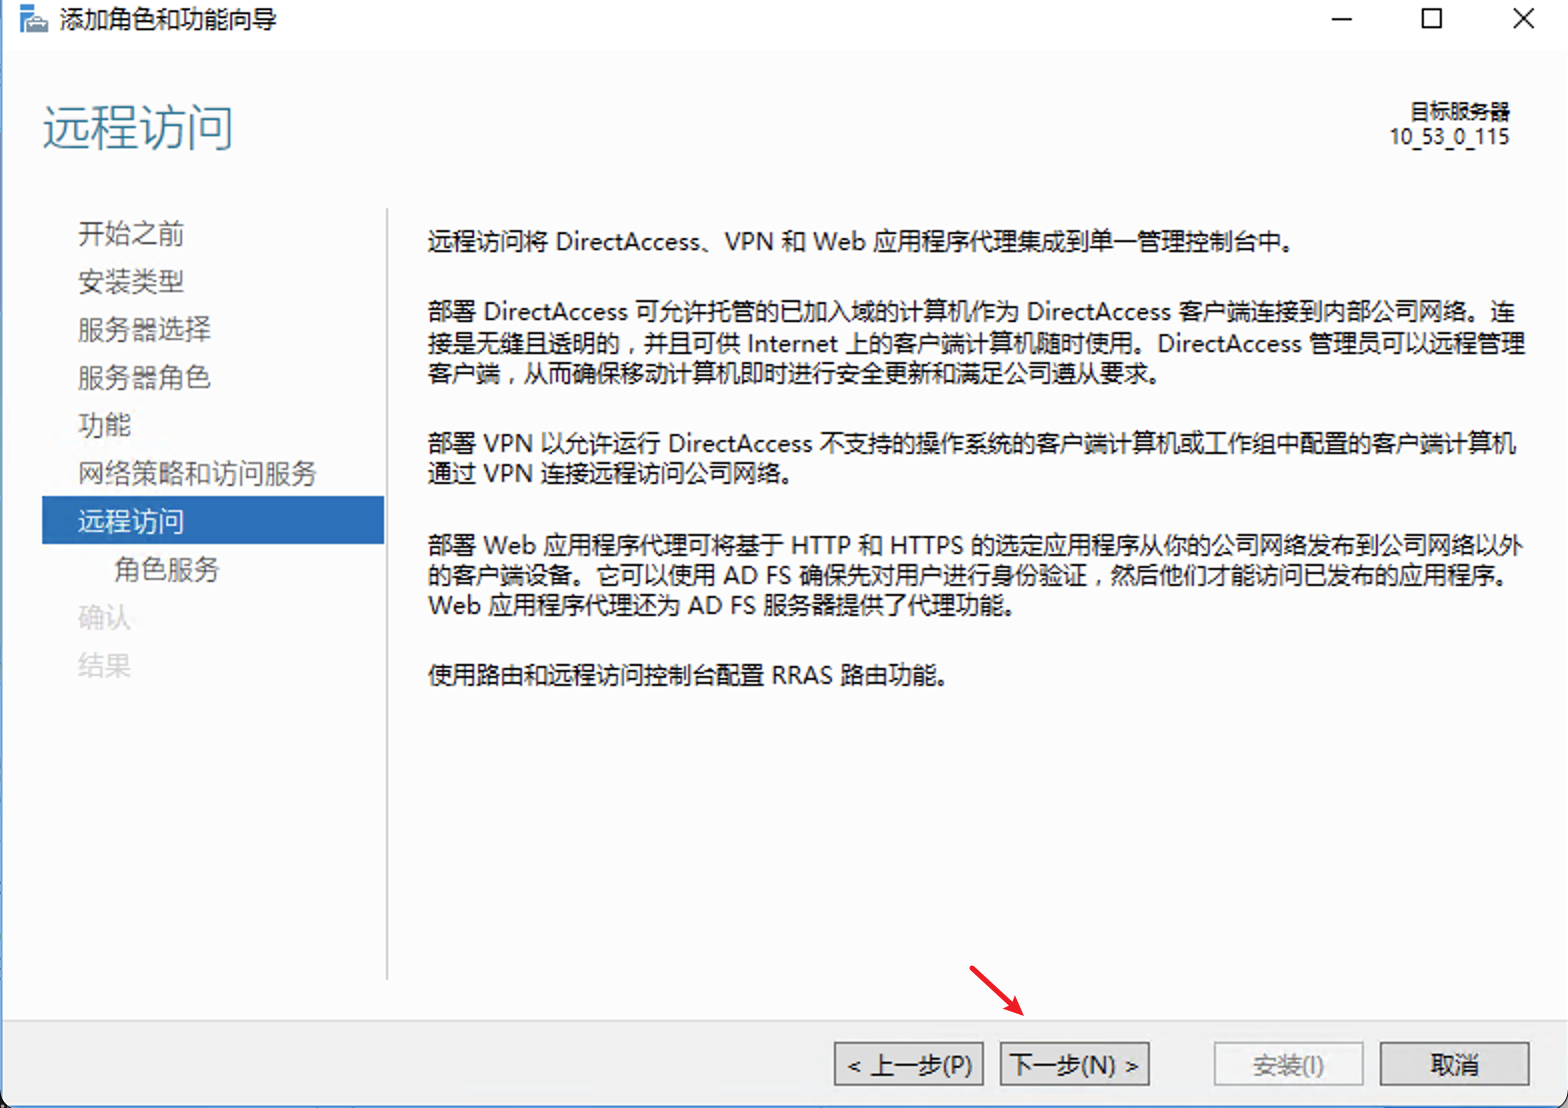 添加角色和功能向导
远程访问
目标服务器
10_53_0_115
开始之前
安装类型
服务器选择
服务器角色
功能
网络策略和访问服务
远程访问
角色服务
确认
结果
远程访问将 DirectAccess、VPN 和 Web 应用程序代理集成到单一管理控制台中。
部署 DirectAccess 可允许托管的已加入域的计算机作为 DirectAccess 客户端连接到内部公司网络。连
接是无缝且透明的，并且可供 Internet 上的客户端计算机随时使用。DirectAccess 管理员可以远程管理
客户端，从而确保移动计算机即时进行安全更新和满足公司遵从要求。
部署 VPN 以允许运行 DirectAccess 不支持的操作系统的客户端计算机或工作组中配置的客户端计算机
通过 VPN 连接远程访问公司网络。
部署 Web 应用程序代理可将基于 HTTP 和 HTTPS 的选定应用程序从你的公司网络发布到公司网络以外
的客户端设备。它可以使用 AD FS 确保先对用户进行身份验证，然后他们才能访问已发布的应用程序。
Web 应用程序代理还为 AD FS 服务器提供了代理功能。
使用路由和远程访问控制台配置 RRAS 路由功能。
< 上一步(P)
下一步(N) >
安装(I)
取消